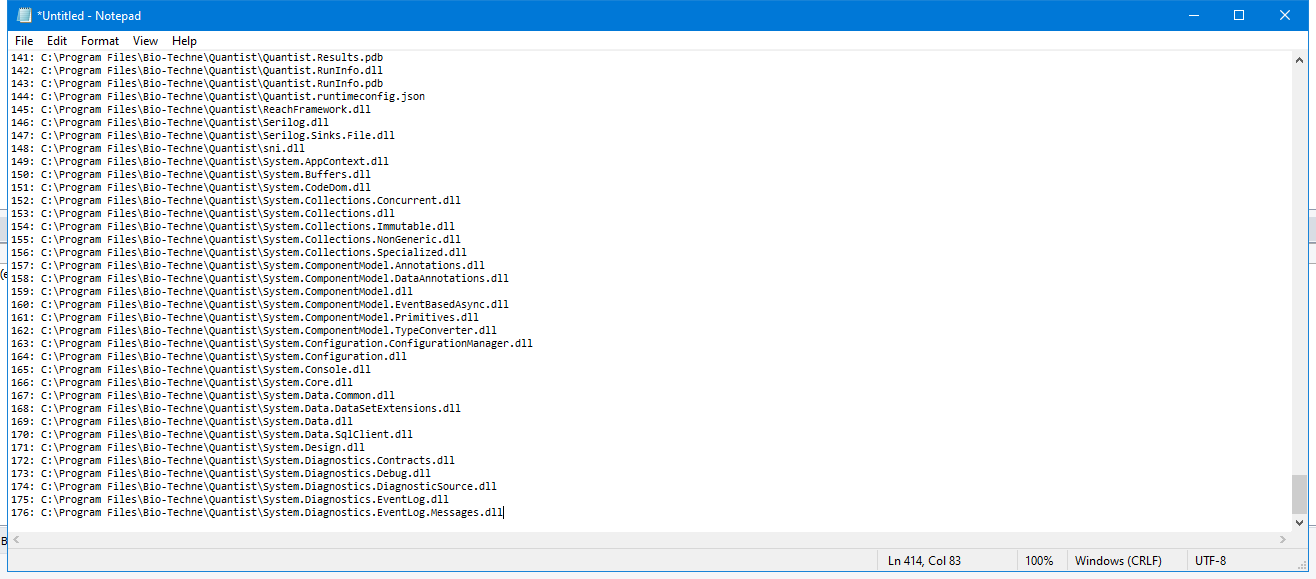 *Untitled - Notepad
File Edit Format View Help
141: C:\Program Files\Bio-Techne\Quantist\Quantist.Results.pdb
142: C:\Program Files\Bio-Techne\Quantist\Quantist.RunInfo.dll
143: C:\Program Files\Bio-Techne\Quantist\Quantist.RunInfo.pdb
144: C:\Program Files\Bio-Techne\Quantist\Quantist.runtimeconfig.json
145: C:\Program Files\Bio-Techne\Quantist\ReachFramework.dll
146: C:\Program Files\Bio-Techne\Quantist\Serilog.dll
147: C:\Program Files\Bio-Techne\Quantist\Serilog.Sinks.File.dll
148: C:\Program Files\Bio-Techne\Quantist\sni.dll
149: C:\Program Files\Bio-Techne\Quantist\System.AppContext.dll
150: C:\Program Files\Bio-Techne\Quantist\System.Buffers.dll
151: C:\Program Files\Bio-Techne\Quantist\System.CodeDom.dll
152: C:\Program Files\Bio-Techne\Quantist\System.Collections.Concurrent.dll
153: C:\Program Files\Bio-Techne\Quantist\System.Collections.dll
154: C:\Program Files\Bio-Techne\Quantist\System.Collections.Immutable.dll
155: C:\Program Files\Bio-Techne\Quantist\System.Collections.NonGeneric.dll
156: C:\Program Files\Bio-Techne\Quantist\System.Collections.Specialized.dll
157: C:\Program Files\Bio-Techne\Quantist\System.ComponentModel.Annotations.dll
158: C:\Program Files\Bio-Techne\Quantist\System.ComponentModel.DataAnnotations.dll
159: C:\Program Files\Bio-Techne\Quantist\System.ComponentModel.dll
160: C:\Program Files\Bio-Techne\Quantist\System.ComponentModel.EventBasedAsync.dll
161: C:\Program Files\Bio-Techne\Quantist\System.ComponentModel.Primitives.dll
162: C:\Program Files\Bio-Techne\Quantist\System.ComponentModel.TypeConverter.dll
163: C:\Program Files\Bio-Techne\Quantist\System.Configuration.ConfigurationManager.dll
164: C:\Program Files\Bio-Techne\Quantist\System.Configuration.dll
165: C:\Program Files\Bio-Techne\Quantist\System.Console.dll
166: C:\Program Files\Bio-Techne\Quantist\System.Core.dll
167: C:\Program Files\Bio-Techne\Quantist\System.Data.Common.dll
168: C:\Program Files\Bio-Techne\Quantist\System.Data.DataSetExtensions.dll
169: C:\Program Files\Bio-Techne\Quantist\System.Data.dll
170: C:\Program Files\Bio-Techne\Quantist\System.Data.SqlClient.dll
171: C:\Program Files\Bio-Techne\Quantist\System.Design.dll
172: C:\Program Files\Bio-Techne\Quantist\System.Diagnostics.Contracts.dll
173: C:\Program Files\Bio-Techne\Quantist\System.Diagnostics.Debug.dll
174: C:\Program Files\Bio-Techne\Quantist\System.Diagnostics.DiagnosticSource.dll
175: C:\Program Files\Bio-Techne\Quantist\System.Diagnostics.EventLog.dll
176: C:\Program Files\Bio-Techne\Quantist\System.Diagnostics.EventLog.Messages.dll
Ln 414, Col 83 100% Windows (CRLF) UTF-8